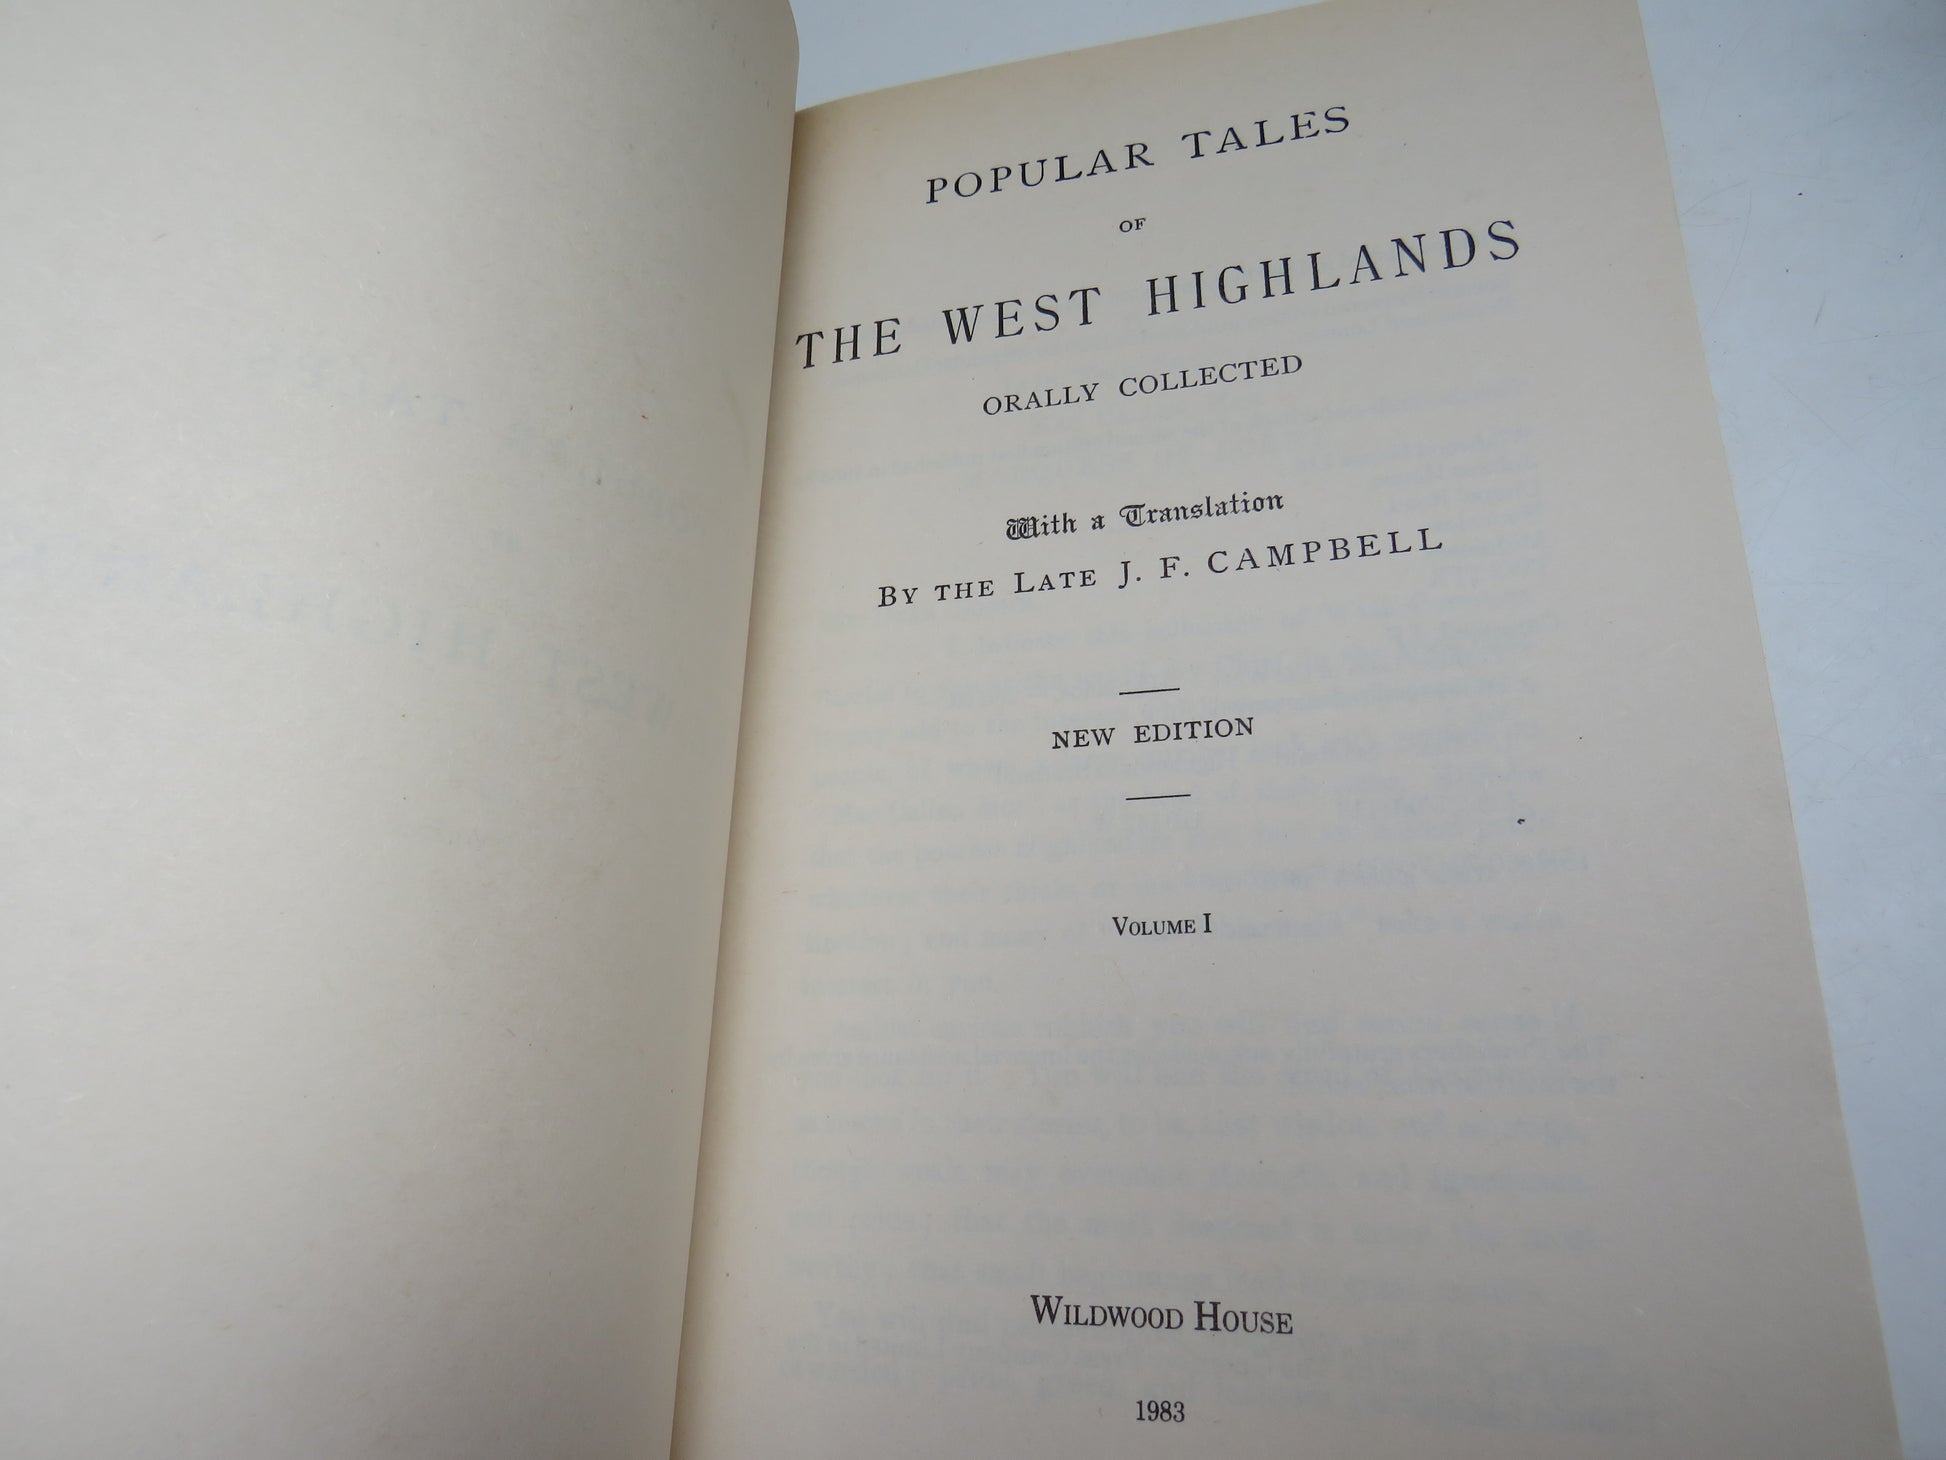 POPULAR TALES
OF
THE WEST HIGHLANDS
ORALLY COLLECTED
With a Translation
BY THE LATE J. F. CAMPBELL
NEW EDITION
VOLUME I
WILDWOOD HOUSE
1983